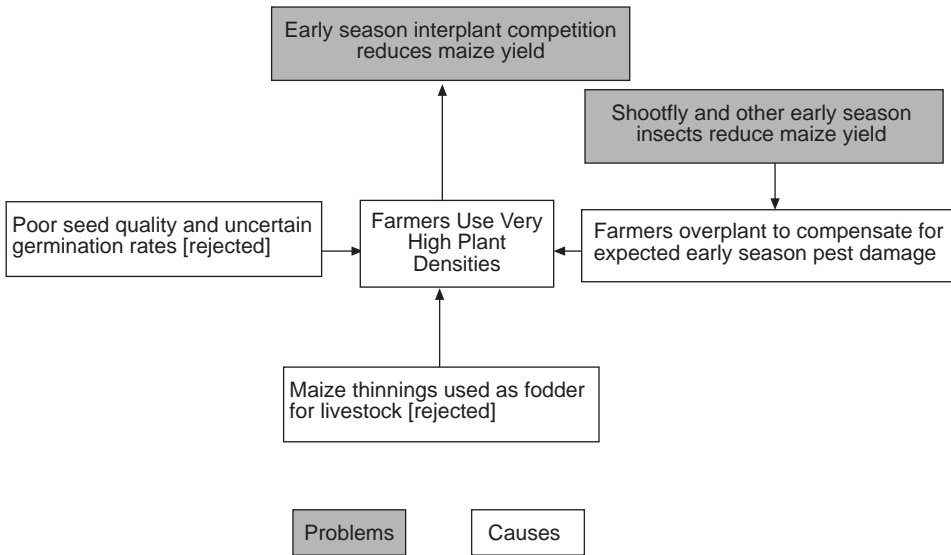 Early season interplant competition
reduces maize yield
Shootfly and other early season
insects reduce maize yield
Poor seed quality and uncertain
germination rates [rejected]
Farmers Use Very
High Plant
Densities
Farmers overplant to compensate for
expected early season pest damage
Maize thinnings used as fodder
for livestock [rejected]
Problems
Causes